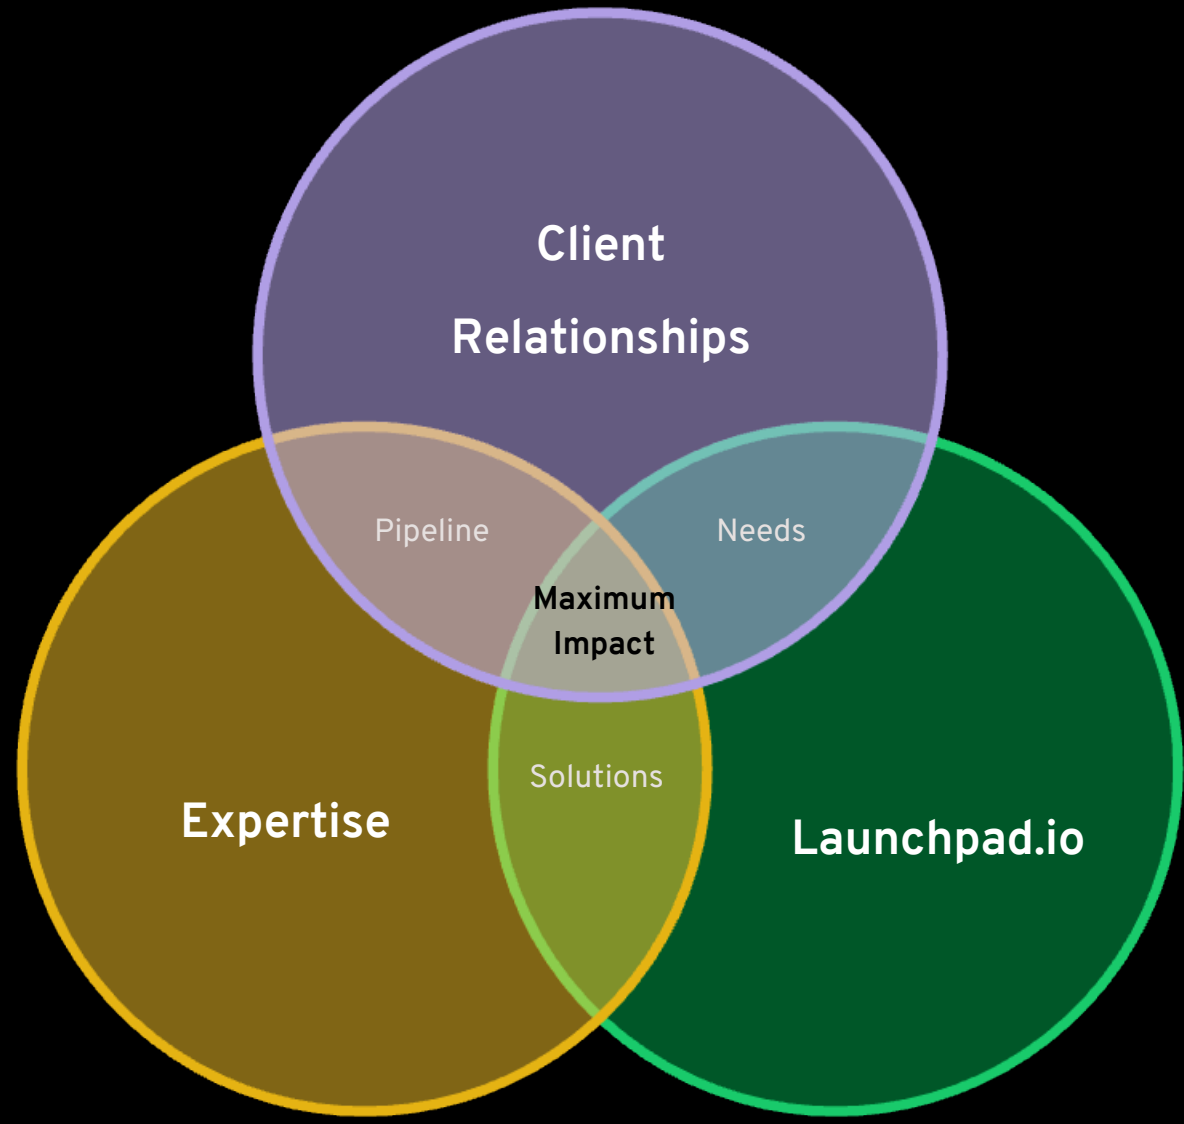 Client
Relationships
Pipeline
Needs
Maximum
Impact
Solutions
Expertise
Launchpad.io